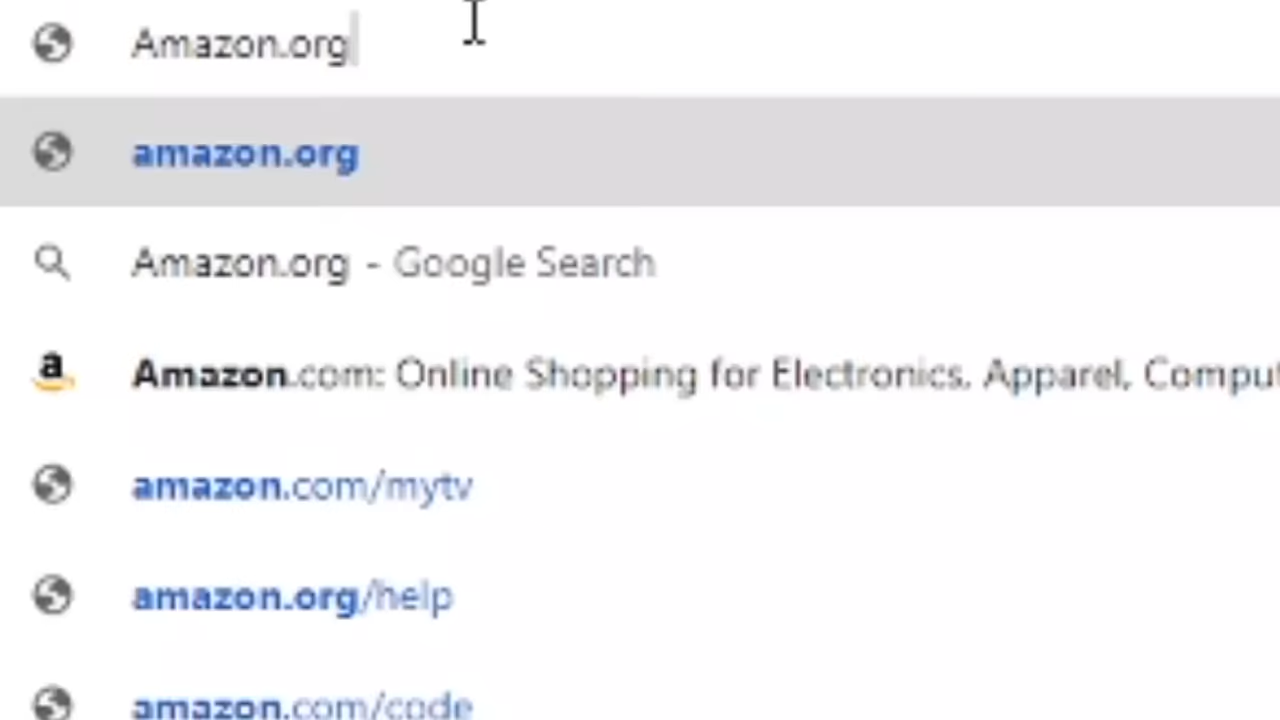 Amazon.org
amazon.org
Amazon.org - Google Search
Amazon.com: Online Shopping for Electronics, Apparel, Comput
amazon.com/mytv
amazon.org/help
amazon.com/code